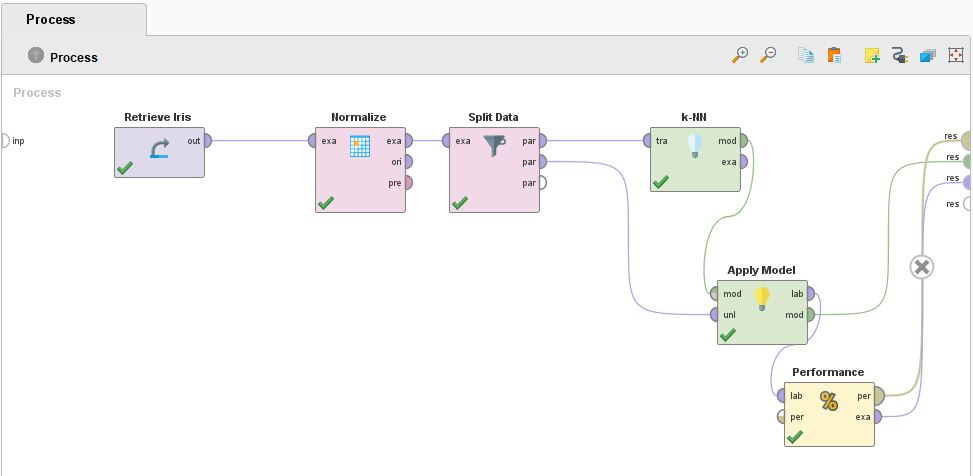 Process
Process
Process
inp
Retrieve Iris
out
Normalize
exa
exa
ori
pre
Split Data
exa
par
par
par
k-NN
tra
mod
exa
Apply Model
mod
lab
unl
mod
Performance
lab
per
per
exa
%
res
res
res
res